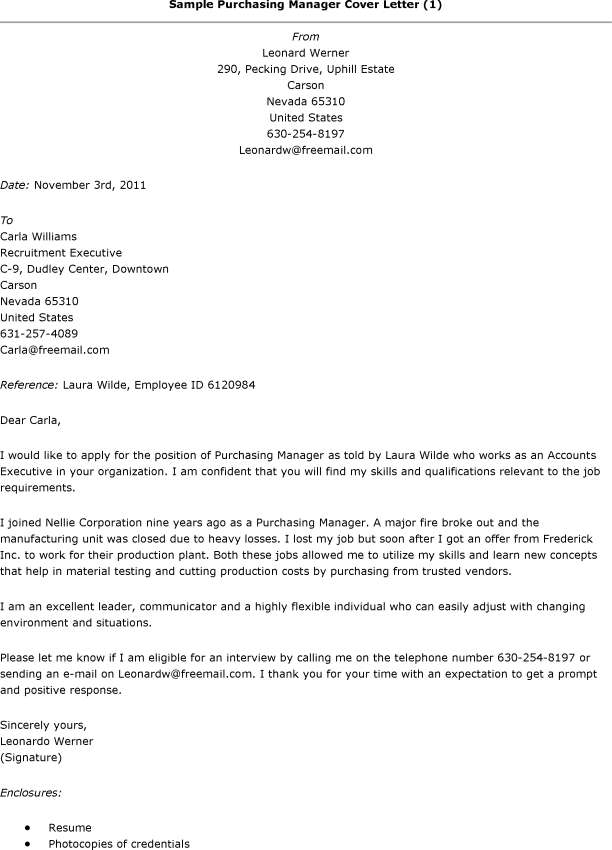 Sample Purchasing Manager Cover Letter (1)
From
Leonard Werner
290, Pecking Drive, Uphill Estate
Carson
Nevada 65310
United States
630-254-8197
Leonardw@freemail.com
Date: November 3rd, 2011
To
Carla Williams
Recruitment Executive
C-9, Dudley Center, Downtown
Carson
Nevada 65310
United States
631-257-4089
Carla@freemail.com
Reference: Laura Wilde, Employee ID 6120984
Dear Carla,
I would like to apply for the position of Purchasing Manager as told by Laura Wilde who works as an Accounts
Executive in your organization. I am confident that you will find my skills and qualifications relevant to the job
requirements.
I joined Nellie Corporation nine years ago as a Purchasing Manager. A major fire broke out and the
manufacturing unit was closed due to heavy losses. I lost my job but soon after I got an offer from Frederick
Inc. to work for their production plant. Both these jobs allowed me to utilize my skills and learn new concepts
that help in material testing and cutting production costs by purchasing from trusted vendors.
I am an excellent leader, communicator and a highly flexible individual who can easily adjust with changing
environment and situations.
Please let me know if I am eligible for an interview by calling me on the telephone number 630-254-8197 or
sending an e-mail on Leonardw@freemail.com. I thank you for your time with an expectation to get a prompt
and positive response.
Sincerely yours,
Leonardo Werner
(Signature)
Enclosures:
• Resume
• Photocopies of credentials